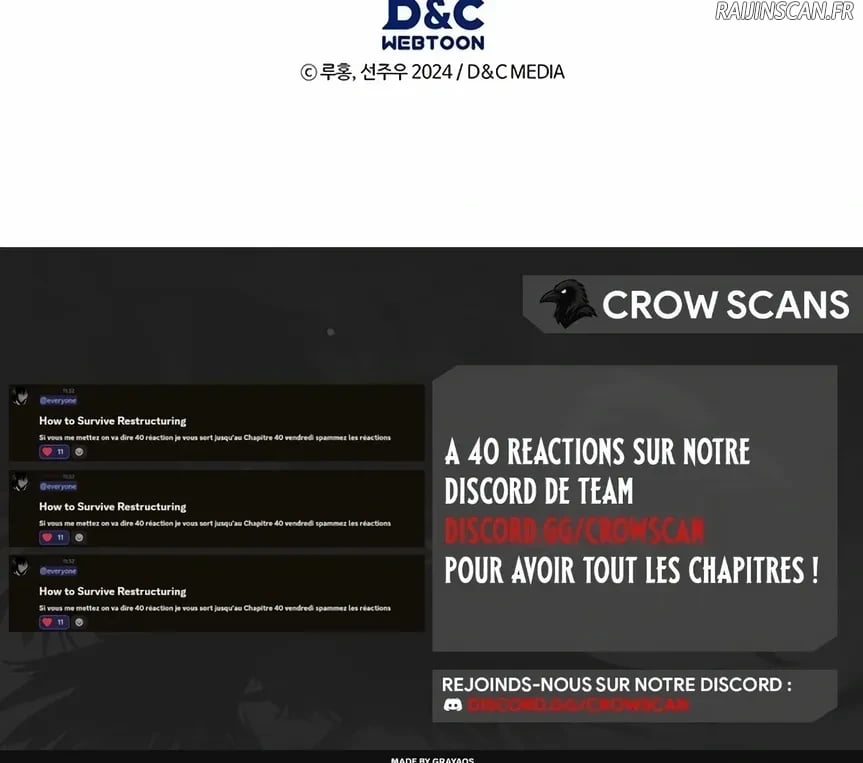 D&C
RAIJINSCAN.FR
WEBTOON
© 루홍, 선주우 2024 / D&C MEDIA
CROW SCANS
11:52
@everyone
How to Survive Restructuring
Si vous me mettez on va dire 40 réaction je vous sort jusqu'au Chapitre 40 vendredi spammez les réactions
11
11:52
@everyone
How to Survive Restructuring
Si vous me mettez on va dire 40 réaction je vous sort jusqu'au Chapitre 40 vendredi spammez les réactions
11
11:52
@everyone
How to Survive Restructuring
Si vous me mettez on va dire 40 réaction je vous sort jusqu'au Chapitre 40 vendredi spammez les réactions
11
A 40 REACTIONS SUR NOTRE
DISCORD DE TEAM
DISCORD.GG/CROWSCAN
POUR AVOIR TOUT LES CHAPITRES !
REJOINDS-NOUS SUR NOTRE DISCORD :
DISCORD.GG/CROWSCAN
MADE BY GRAYAOS